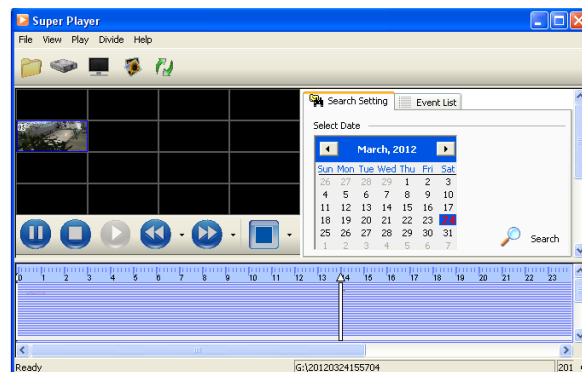 Super Player
File View Play Divide Help
Search Setting Event List
Select Date
March, 2012
Sun Mon Tue Wed Thu Fri Sat
26 27 28 29 1 2 3
4 5 6 7 8 9 10
11 12 13 14 15 16 17
18 19 20 21 22 23 24
25 26 27 28 29 30 31
1 2 3 4 5 6 7
Search
0 1 2 3 4 5 6 7 8 9 10 11 12 13 14 15 16 17 18 19 20 21 22 23
Ready G:\20120324155704 201